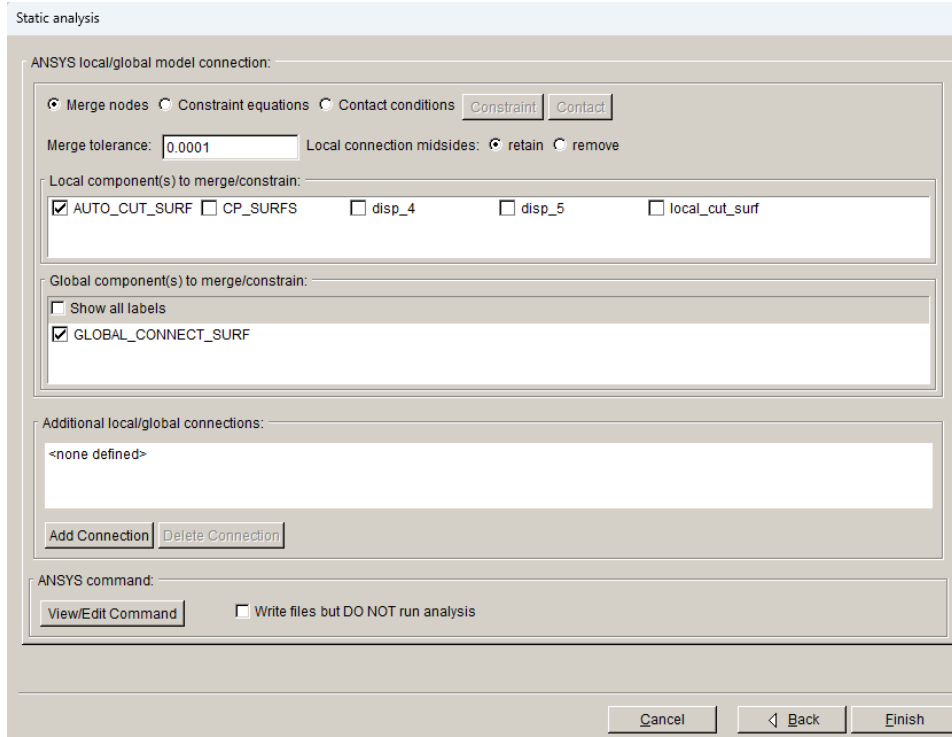 Static analysis
ANSYS local/global model connection:
Merge nodes Constraint equations Contact conditions Constraint Contact
Merge tolerance: 0.0001 Local connection midsides: retain remove
Local component(s) to merge/constrain:
AUTO_CUT_SURF CP_SURFS disp_4 disp_5 local_cut_surf
Global component(s) to merge/constrain:
Show all labels
GLOBAL_CONNECT_SURF
Additional local/global connections:
<none defined>
Add Connection Delete Connection
ANSYS command:
View/Edit Command Write files but DO NOT run analysis
Cancel Back Finish